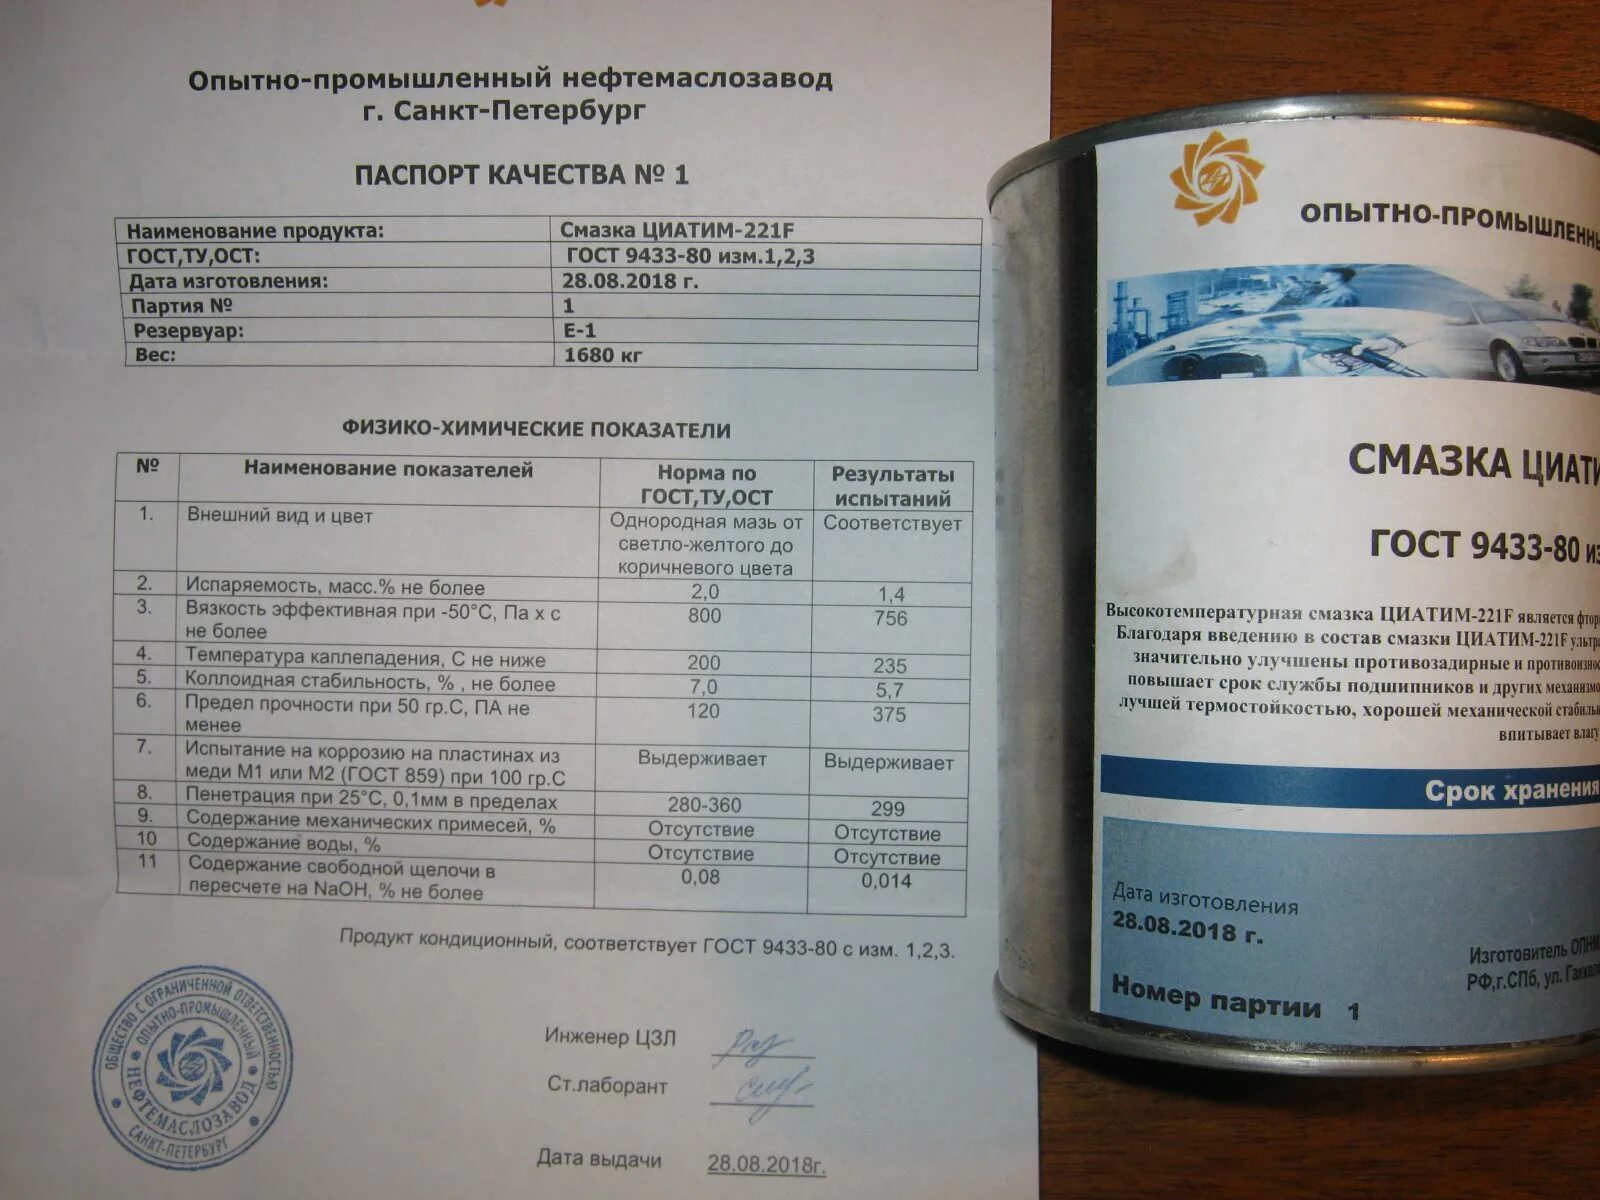 Опытно-промышленный нефтемаслозавод
г. Санкт-Петербург
ПАСПОРТ КАЧЕСТВА № 1
Наименование продукта: Смазка ЦИАТИМ-221F
ГОСТ,ТУ,ОСТ: ГОСТ 9433-80 изм.1,2,3
Дата изготовления: 28.08.2018 г.
Партия № 1
Резервуар: Е-1
Вес: 1680 кг
ФИЗИКО-ХИМИЧЕСКИЕ ПОКАЗАТЕЛИ
№ Наименование показателей Норма по Результаты
ГОСТ,ТУ,ОСТ испытаний
1. Внешний вид и цвет Однородная мазь от Соответствует
светло-желтого до
коричневого цвета
2. Испаряемость, масс.% не более 2,0 1,4
3. Вязкость эффективная при -50°С, Па х с 800 756
не более
4. Температура каплепадения, С не ниже 200 235
5. Коллоидная стабильность, % , не более 7,0 5,7
6. Предел прочности при 50 гр.С, ПА не 120 375
менее
7. Испытание на коррозию на пластинах из Выдерживает Выдерживает
меди М1 или М2 (ГОСТ 859) при 100 гр.С
8. Пенетрация при 25°С, 0,1мм в пределах 280-360 299
9. Содержание механических примесей, % Отсутствие Отсутствие
10 Содержание воды, % Отсутствие Отсутствие
11 Содержание свободной щелочи в 0,08 0,014
пересчете на NaOH, % не более
Продукт кондиционный, соответствует ГОСТ 9433-80 с изм. 1,2,3.
Инженер ЦЗЛ
Ст.лаборант
Дата выдачи 28.08.2018г.
ОБЩЕСТВО С ОГРАНИЧЕННОЙ ОТВЕТСТВЕННОСТЬЮ
ОПЫТНО-ПРОМЫШЛЕННЫЙ
НЕФТЕМАСЛОЗАВОД
САНКТ-ПЕТЕРБУРГ
ОПЫТНО-ПРОМЫШЛЕННЫ
СМАЗКА ЦИАТИ
ГОСТ 9433-80 из
Высокотемпературная смазка ЦИАТИМ-221F является фтор
Благодаря введению в состав смазки ЦИАТИМ-221F ультра
значительно улучшены противозадирные и противоизнос
повышает срок службы подшипников и других механизмо
лучшей термостойкостью, хорошей механической стабиль
впитывает влагу
Срок хранения
Дата изготовления
28.08.2018 г.
Номер партии 1
Изготовитель ОПНМ
РФ,г.СПб, ул. Гаккел